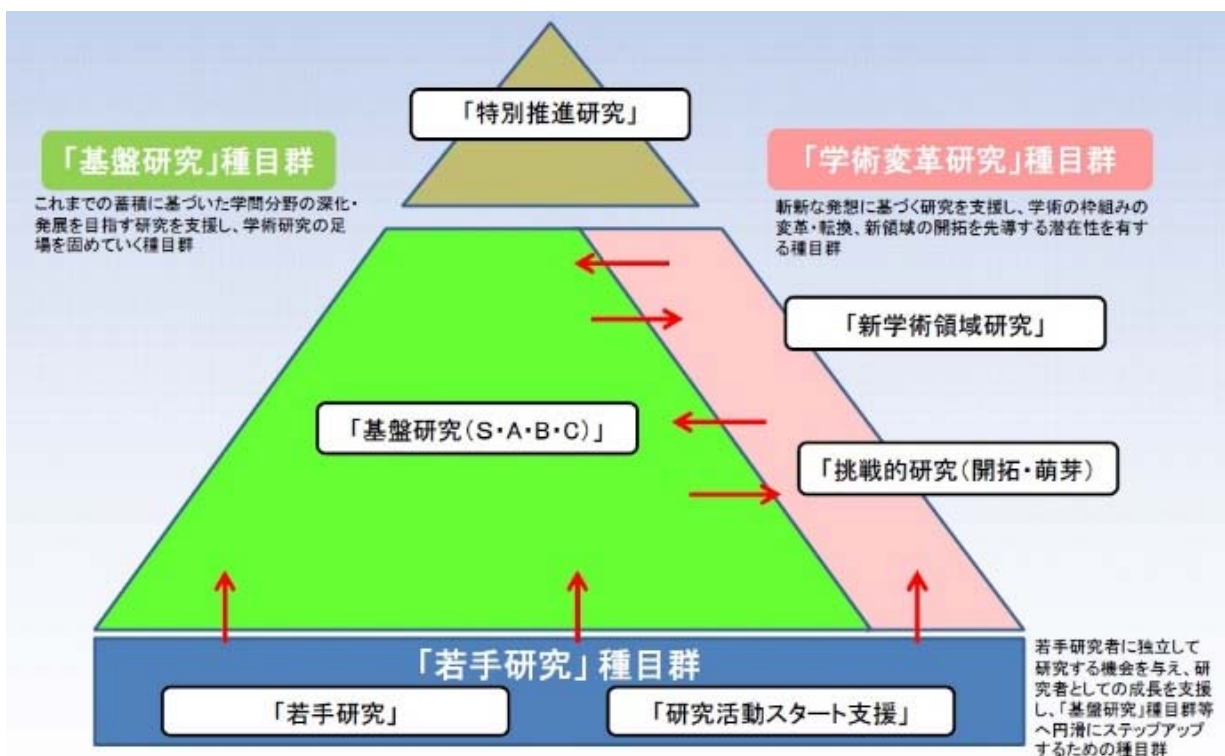 「特別推進研究」
「基盤研究」種目群
これまでの蓄積に基づいた学問分野の深化・
発展を目指す研究を支援し、学術研究の足
場を固めていく種目群
「学術変革研究」種目群
斬新な発想に基づく研究を支援し、学術の枠組みの
変革・転換、新領域の開拓を先導する潜在性を有す
る種目群
「新学術領域研究」
「基盤研究(S・A・B・C)」
「挑戦的研究(開拓・萌芽)
「若手研究」種目群
「若手研究」
「研究活動スタート支援」
若手研究者に独立して
研究する機会を与え、研
究者としての成長を支援
し、「基盤研究」種目群等
へ円滑にステップアップ
するための種目群